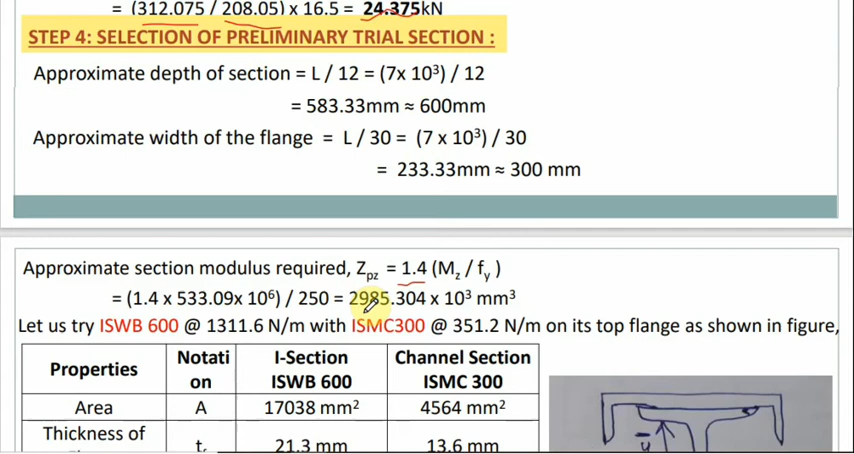 = (312.075 / 208.05) x 16.5 = 24.375kN
STEP 4: SELECTION OF PRELIMINARY TRIAL SECTION :
Approximate depth of section = L / 12 = (7x 10³) / 12
= 583.33mm ≈ 600mm
Approximate width of the flange = L / 30 = (7 x 10³) / 30
= 233.33mm ≈ 300 mm
Approximate section modulus required, Zpz = 1.4 (Mz / fy )
= (1.4 x 533.09x 10⁶) / 250 = 2985.304 x 10³ mm³
Let us try ISWB 600 @ 1311.6 N/m with ISMC300 @ 351.2 N/m on its top flange as shown in figure,
Properties Notati on I-Section ISWB 600 Channel Section ISMC 300
Area A 17038 mm² 4564 mm²
Thickness of 21.3 mm 13.6 mm